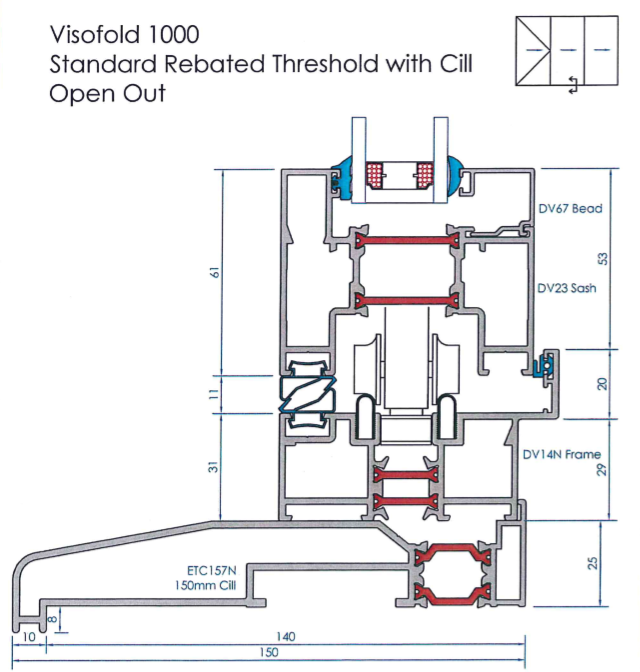 Visofold 1000
Standard Rebated Threshold with Cill
Open Out
DV67 Bead
61
53
DV23 Sash
11
20
31
DV14N Frame
29
ETC157N
150mm Cill
25
8
10
140
150